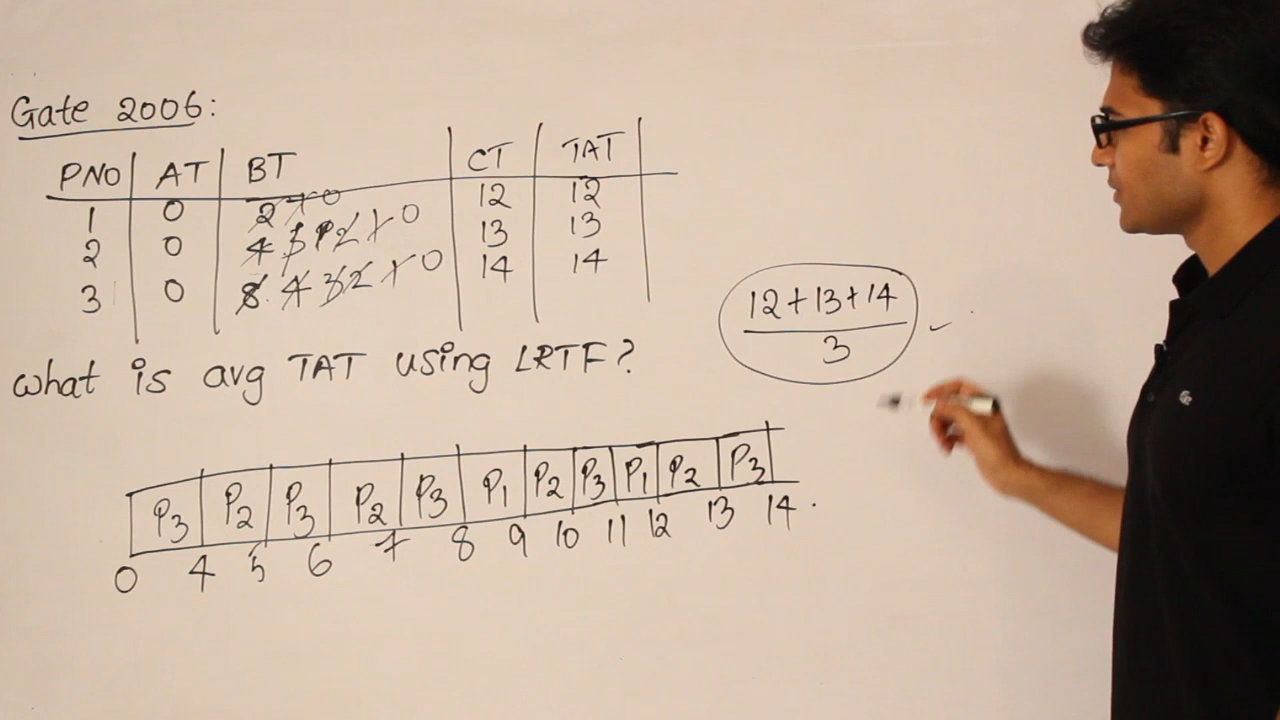 Gate 2006:
PNO AT BT CT TAT
1 0 2 1 0 12 12
2 0 4 3 2 1 0 13 13
3 0 8 4 3 2 1 0 14 14
12+13+14
3
what is avg TAT using LRTF?
P3 P2 P3 P2 P3 P1 P2 P3 P1 P2 P3
0 4 5 6 7 8 9 10 11 12 13 14